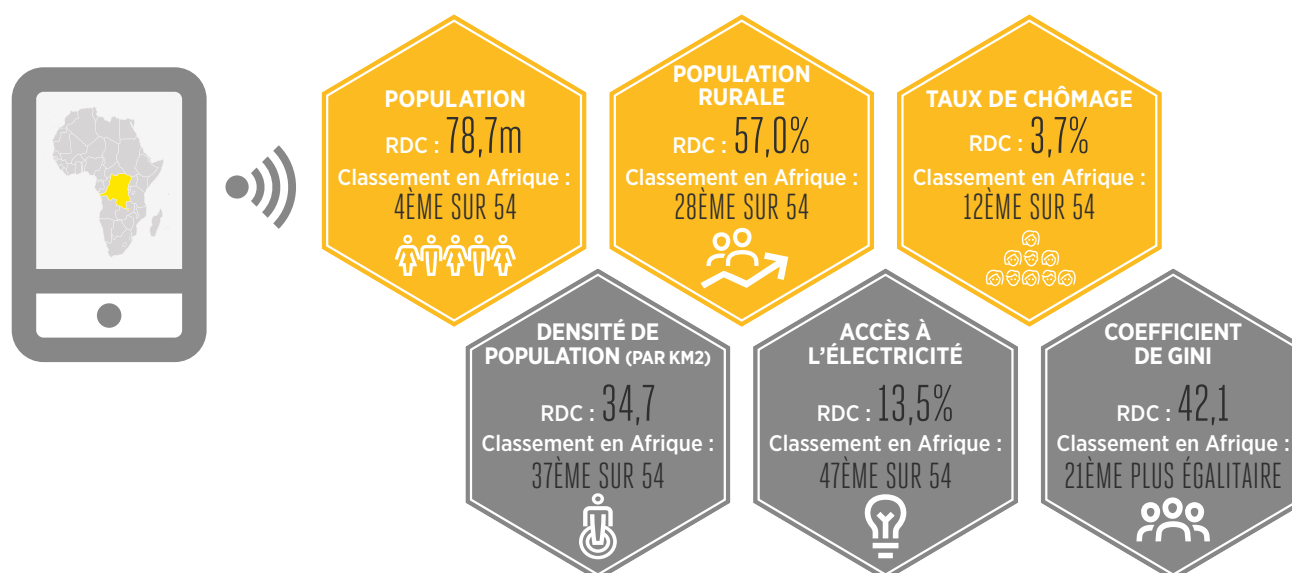 POPULATION
RDC : 78,7m
Classement en Afrique :
4ÈME SUR 54
POPULATION
RURALE
RDC : 57,0%
Classement en Afrique :
28ÈME SUR 54
TAUX DE CHÔMAGE
RDC : 3,7%
Classement en Afrique :
12ÈME SUR 54
DENSITÉ DE
POPULATION (PAR KM2)
RDC : 34,7
Classement en Afrique :
37ÈME SUR 54
ACCÈS À
L'ÉLECTRICITÉ
RDC : 13,5%
Classement en Afrique :
47ÈME SUR 54
COEFFICIENT
DE GINI
RDC : 42,1
Classement en Afrique :
21ÈME PLUS ÉGALITAIRE